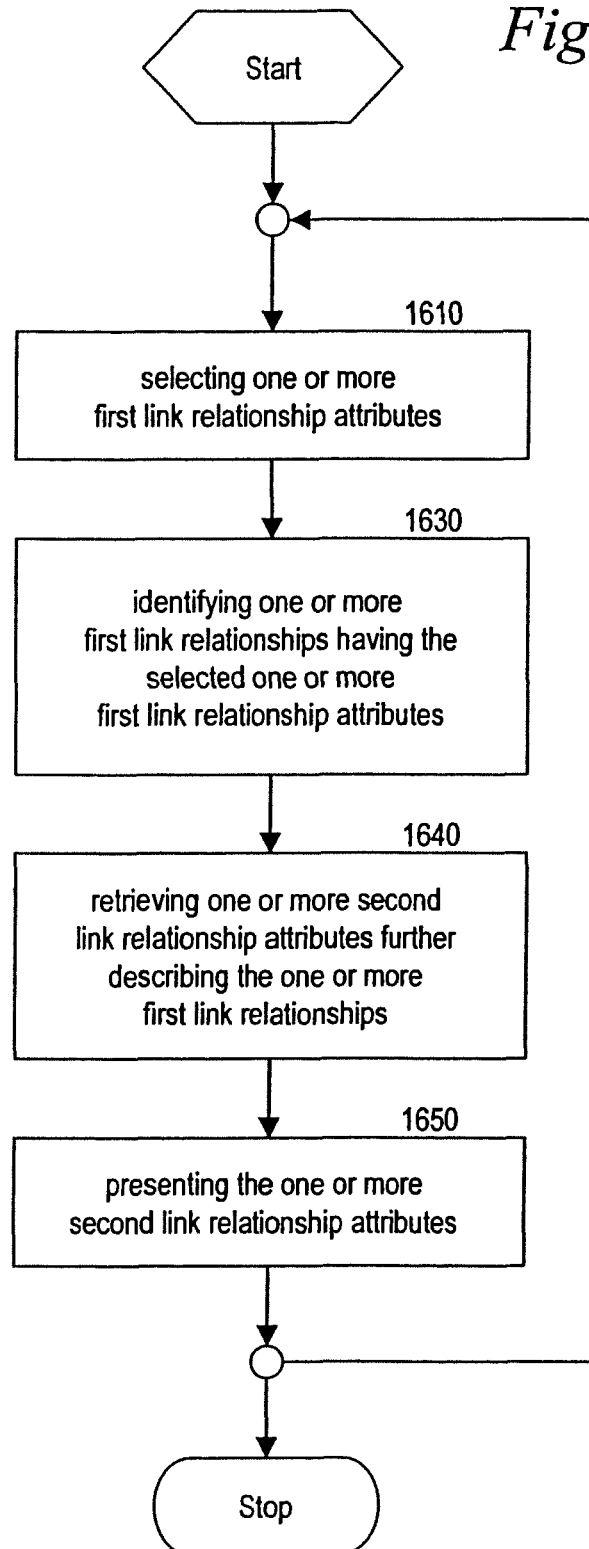 Fig
Start
1610
selecting one or more
first link relationship attributes
1630
identifying one or more
first link relationships having the
selected one or more
first link relationship attributes
1640
retrieving one or more second
link relationship attributes further
describing the one or more
first link relationships
1650
presenting the one or more
second link relationship attributes
Stop